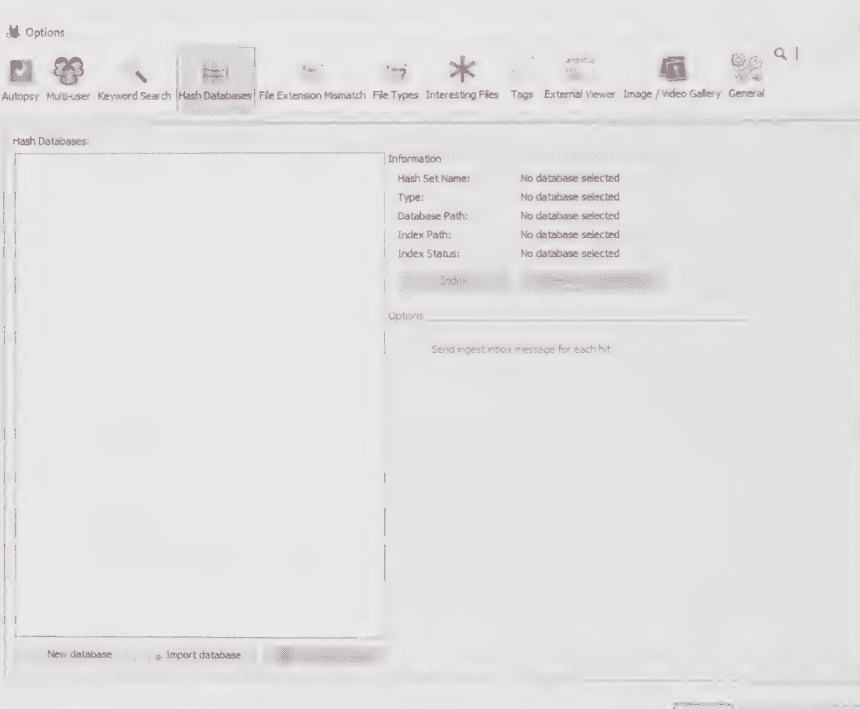 Options
Autopsy Multi-user Keyword Search Hash Databases File Extension Mismatch File Types Interesting Files Tags External Viewer Image / Video Gallery General
Hash Databases:
Information
Hash Set Name: No database selected
Type: No database selected
Database Path: No database selected
Index Path: No database selected
Index Status: No database selected
Index
Options
Send ingest inbox message for each hit
New database Import database